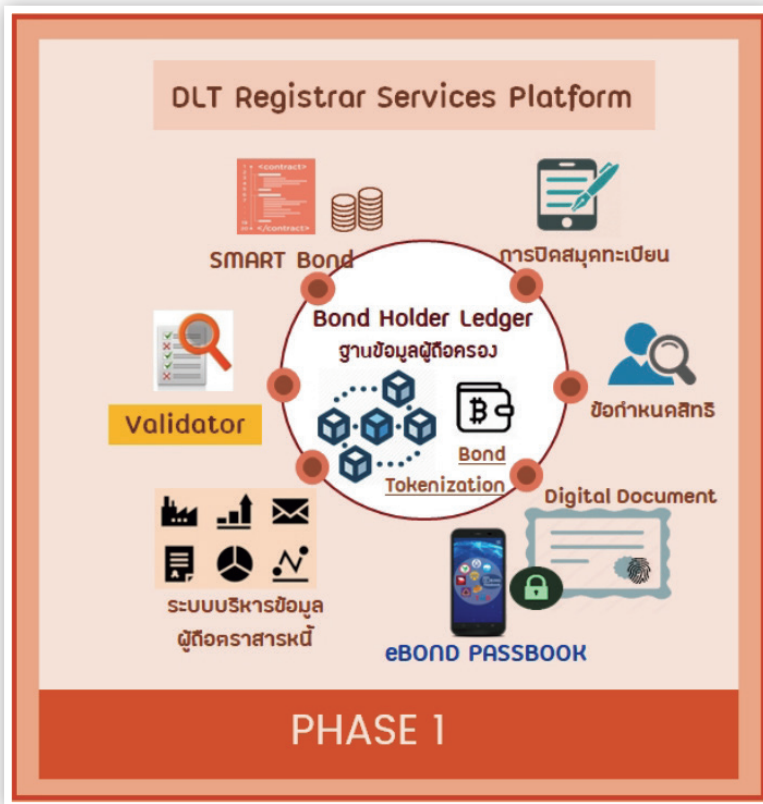 DLT Registrar Services Platform
<contract>
</contract>
SMART Bond
การปิดสมุดทะเบียน
Bond Holder Ledger
ฐานข้อมูลผู้ถือครอง
Validator
ข้อกำหนดสิทธิ
Bond
Tokenization
Digital Document
ระบบบริหารข้อมูล
ผู้ถือตราสารหนี้
eBOND PASSBOOK
PHASE 1